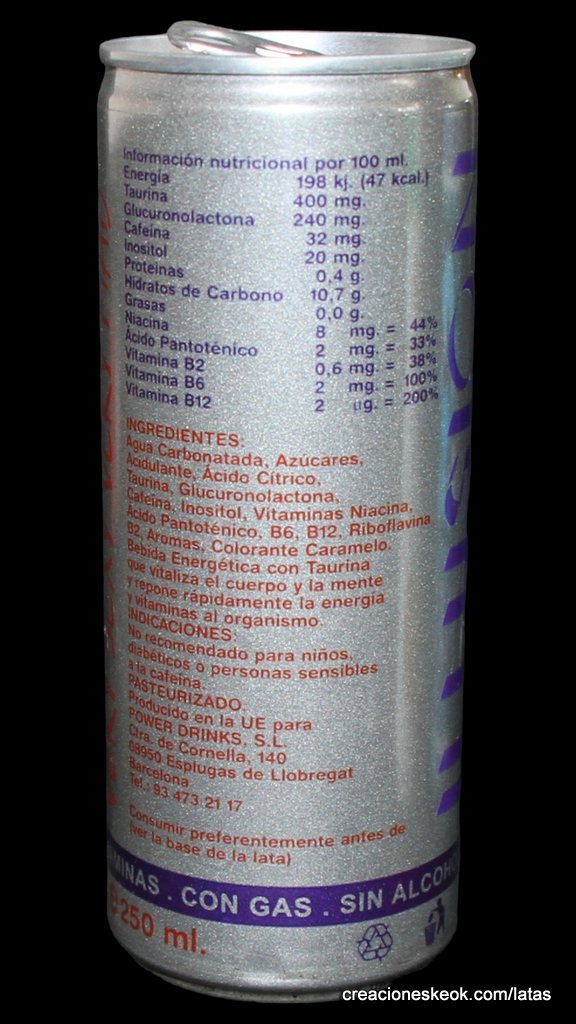 Información nutricional por 100 ml.
Energía 198 kj. (47 kcal.)
Taurina 400 mg.
Glucuronolactona 240 mg.
Cafeína 32 mg.
Inositol 20 mg.
Proteinas 0,4 g.
Hidratos de Carbono 10,7 g.
Grasas 0,0 g.
Niacina 8 mg. = 44%
Ácido Pantoténico 2 mg. = 33%
Vitamina B2 0,6 mg. = 38%
Vitamina B6 2 mg. = 100%
Vitamina B12 2 ug. = 200%
INGREDIENTES:
Agua Carbonatada, Azúcares,
Acidulante, Ácido Cítrico,
Taurina, Glucuronolactona,
Cafeína, Inositol, Vitaminas Niacina,
Ácido Pantoténico, B6, B12, Riboflavina
B2, Aromas, Colorante Caramelo.
Bebida Energética con Taurina
que vitaliza el cuerpo y la mente
y repone rápidamente la energía
y vitaminas al organismo.
INDICACIONES:
No recomendado para niños,
diabéticos o personas sensibles
a la cafeína.
PASTEURIZADO.
Producido en la UE para
POWER DRINKS, S.L.
Ctra. de Cornella, 140
08950 Esplugas de Llobregat
Barcelona
Tel.: 93 473 21 17
Consumir preferentemente antes de
(ver la base de la lata)
MINAS . CON GAS . SIN ALCOHO
e250 ml.
creacioneskeok.com/latas